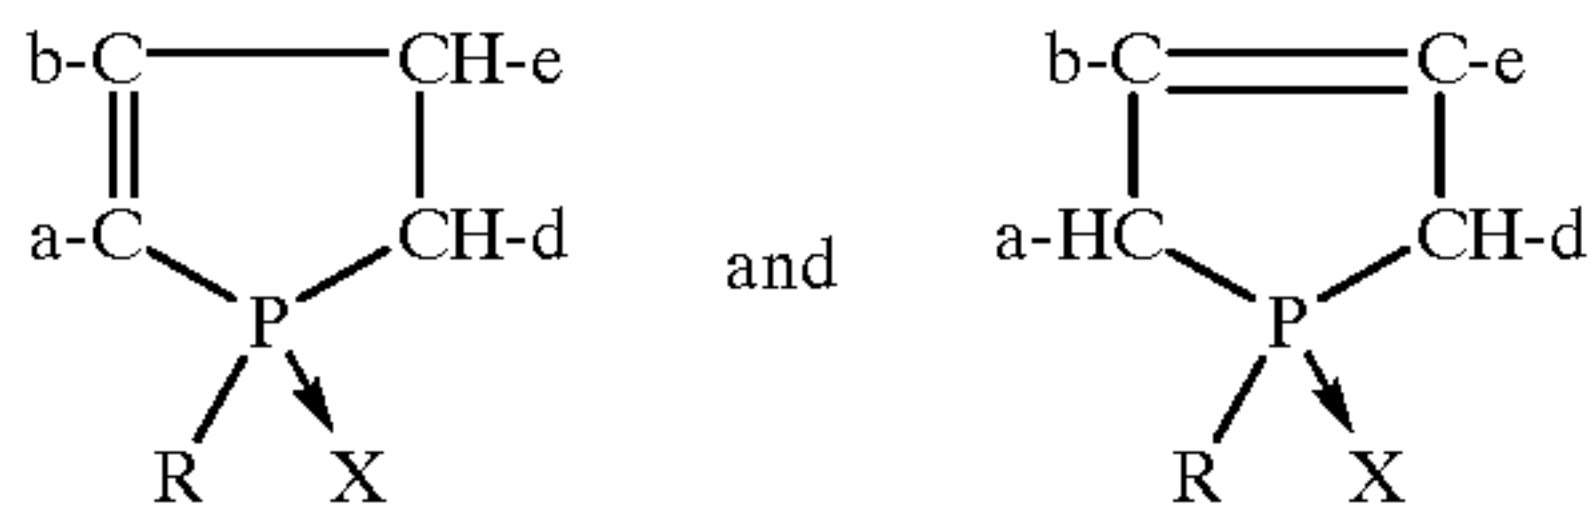 b-C CH-e b-C C-e
a-C CH-d and a-HC CH-d
P P
R X R X